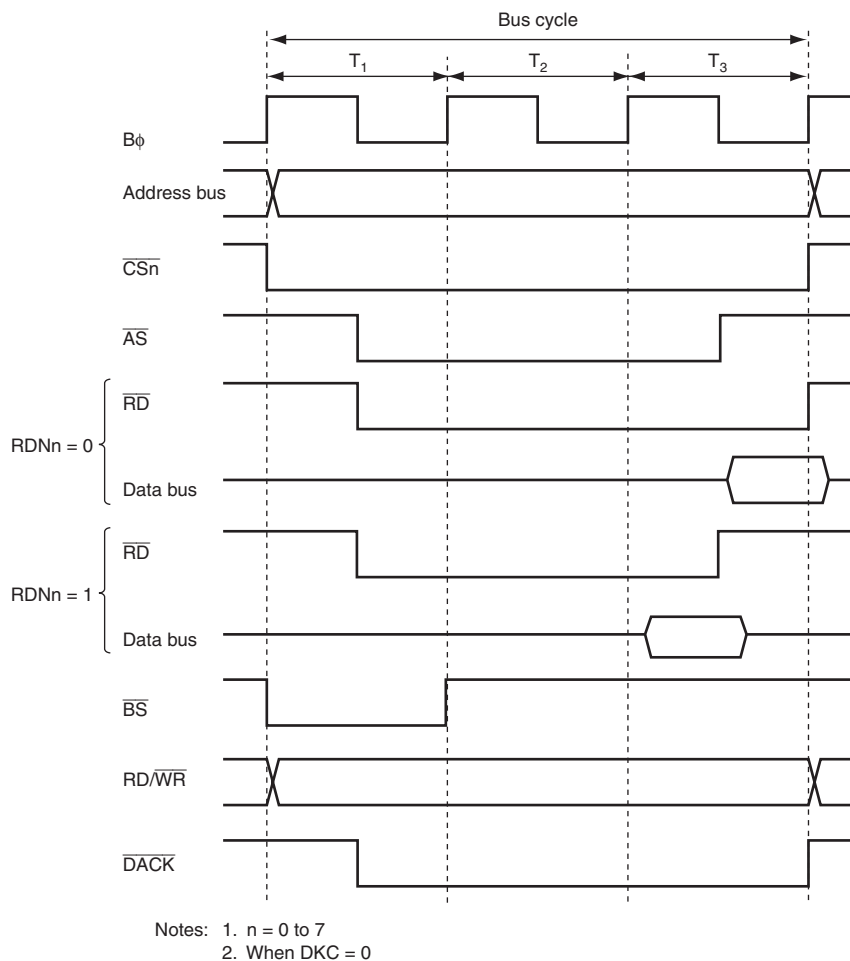 Bus cycle
T1 T2 T3
Bφ
Address bus
CSn
AS
RD
RDNn = 0
Data bus
RD
RDNn = 1
Data bus
BS
RD/WR
DACK
Notes: 1. n = 0 to 7
2. When DKC = 0